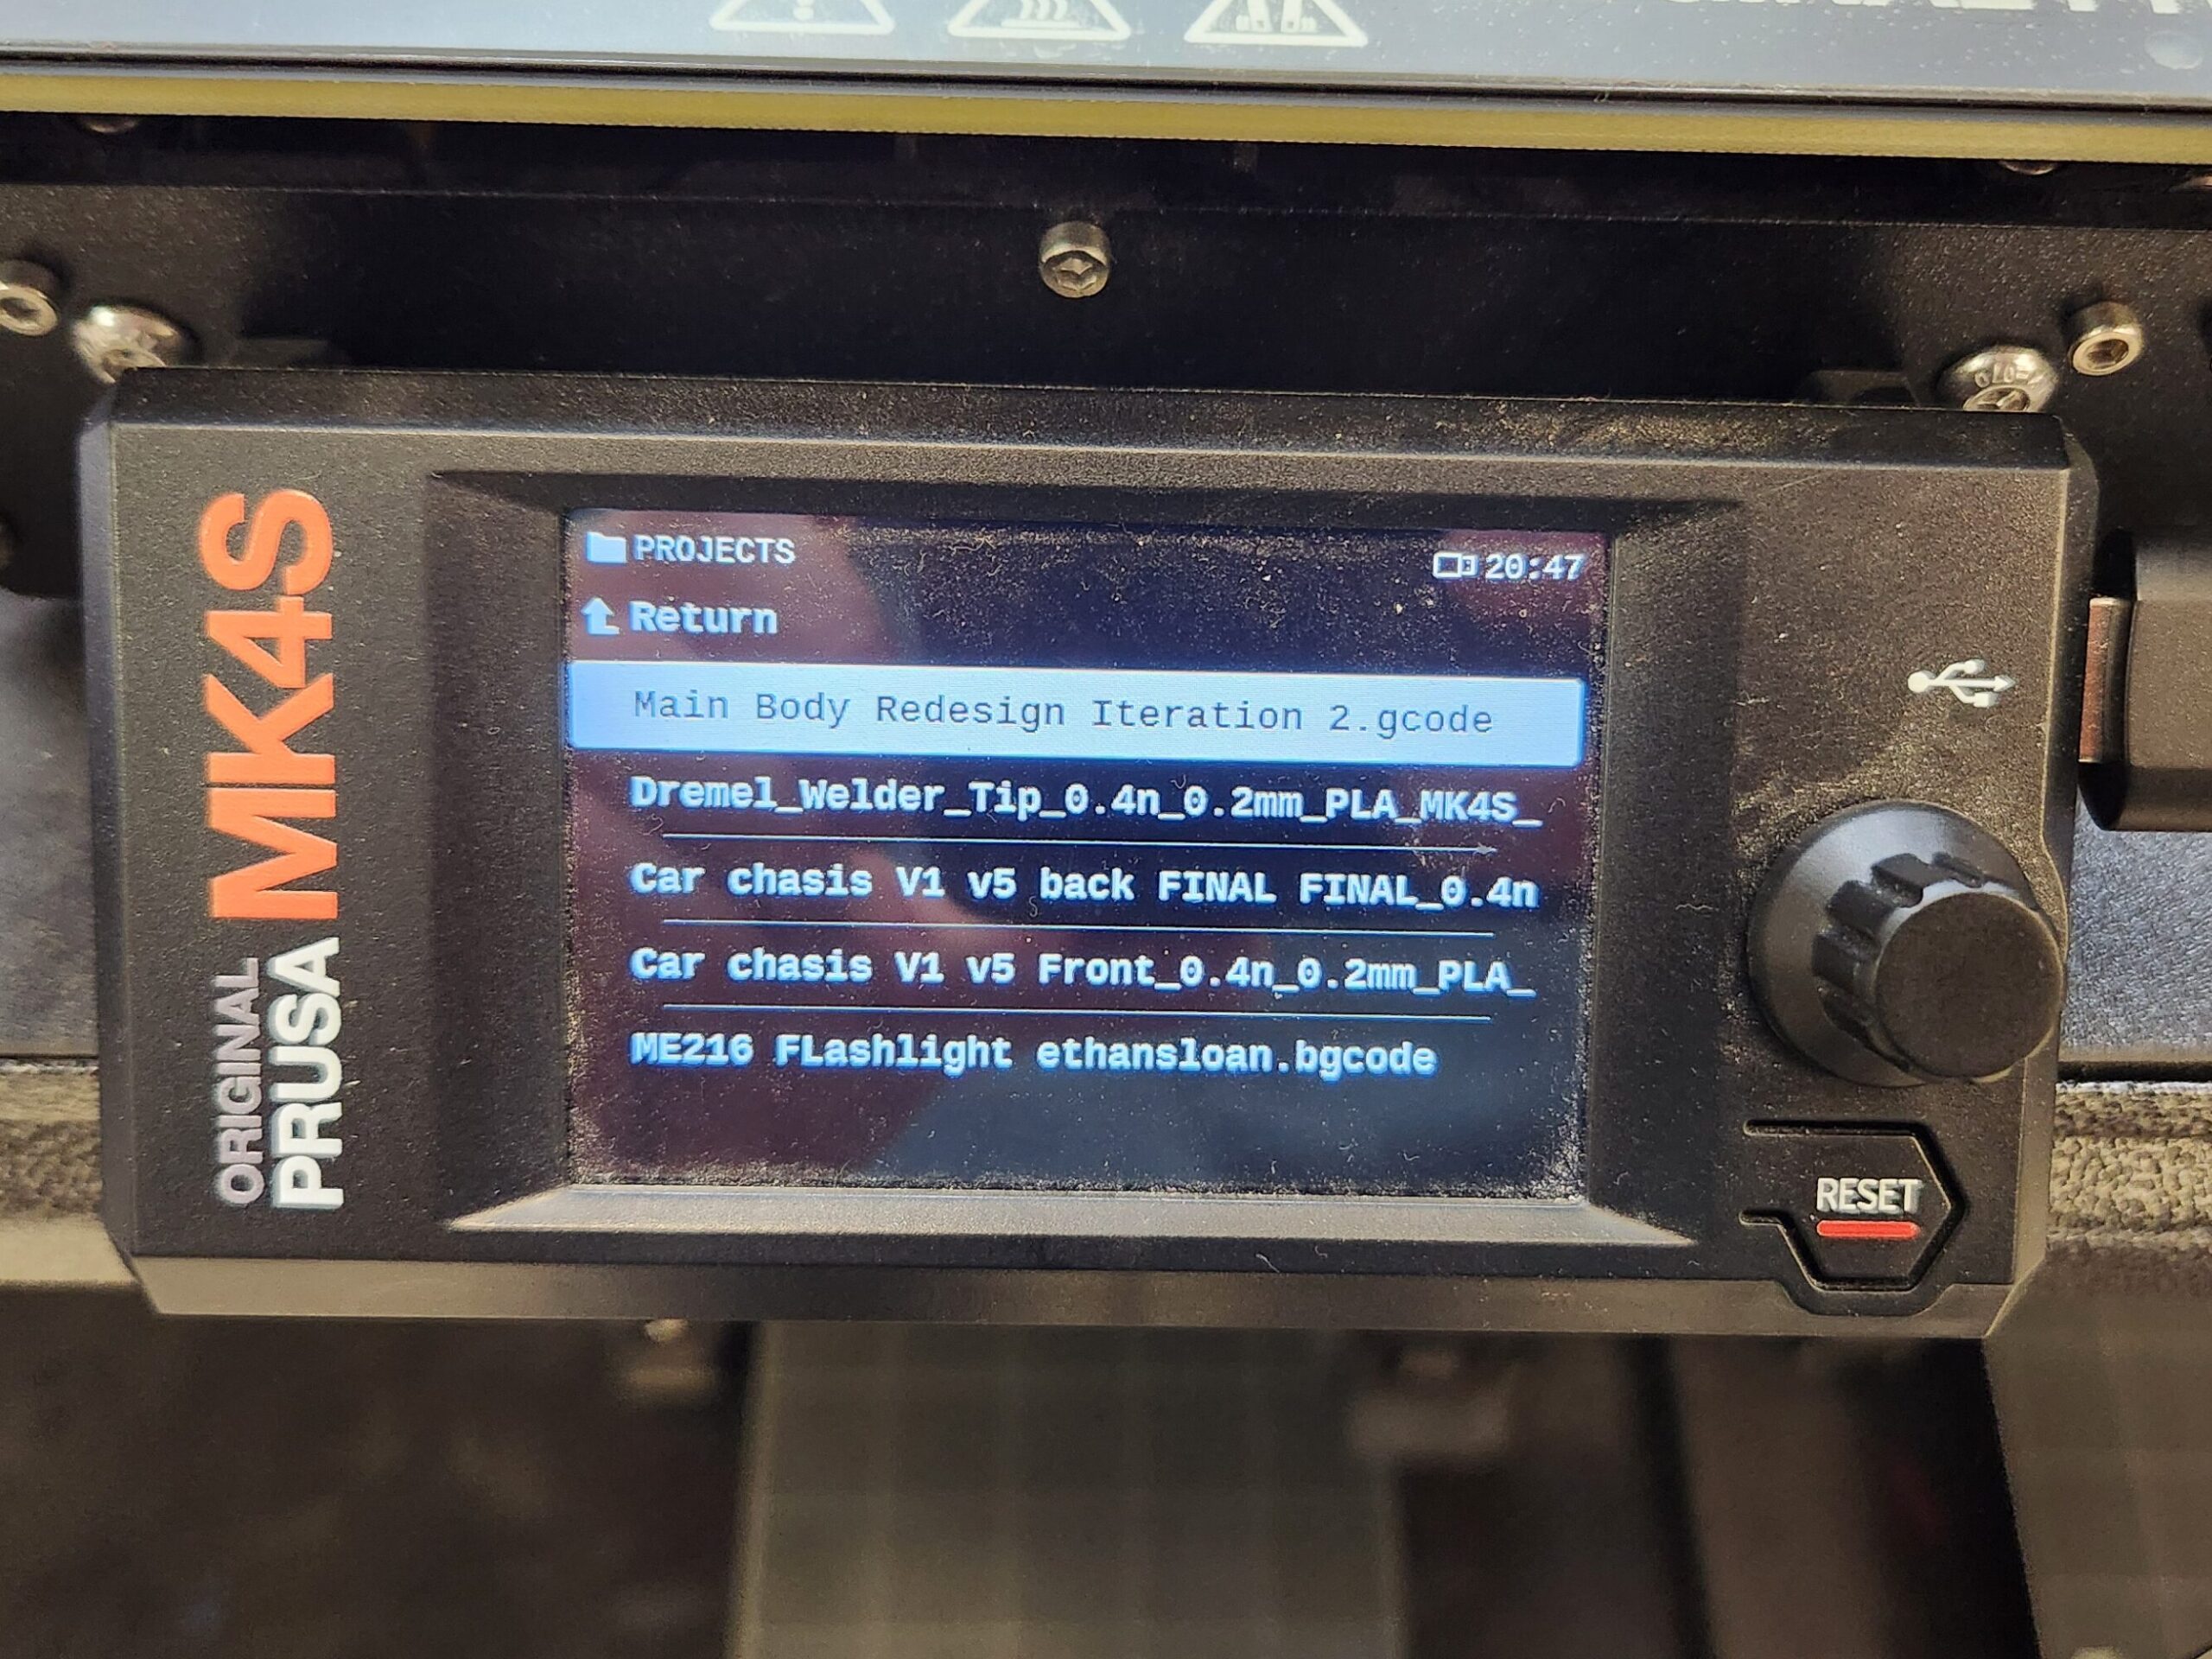 ORIGINAL
PRUSA MK4S
PROJECTS
20:47
Return
Main Body Redesign Iteration 2.gcode
Dremel_Welder_Tip_0.4n_0.2mm_PLA_MK4S_
Car chasis V1 v5 back FINAL FINAL_0.4n
Car chasis V1 v5 Front_0.4n_0.2mm_PLA_
ME216 FLashlight ethansloan.bgcode
RESET